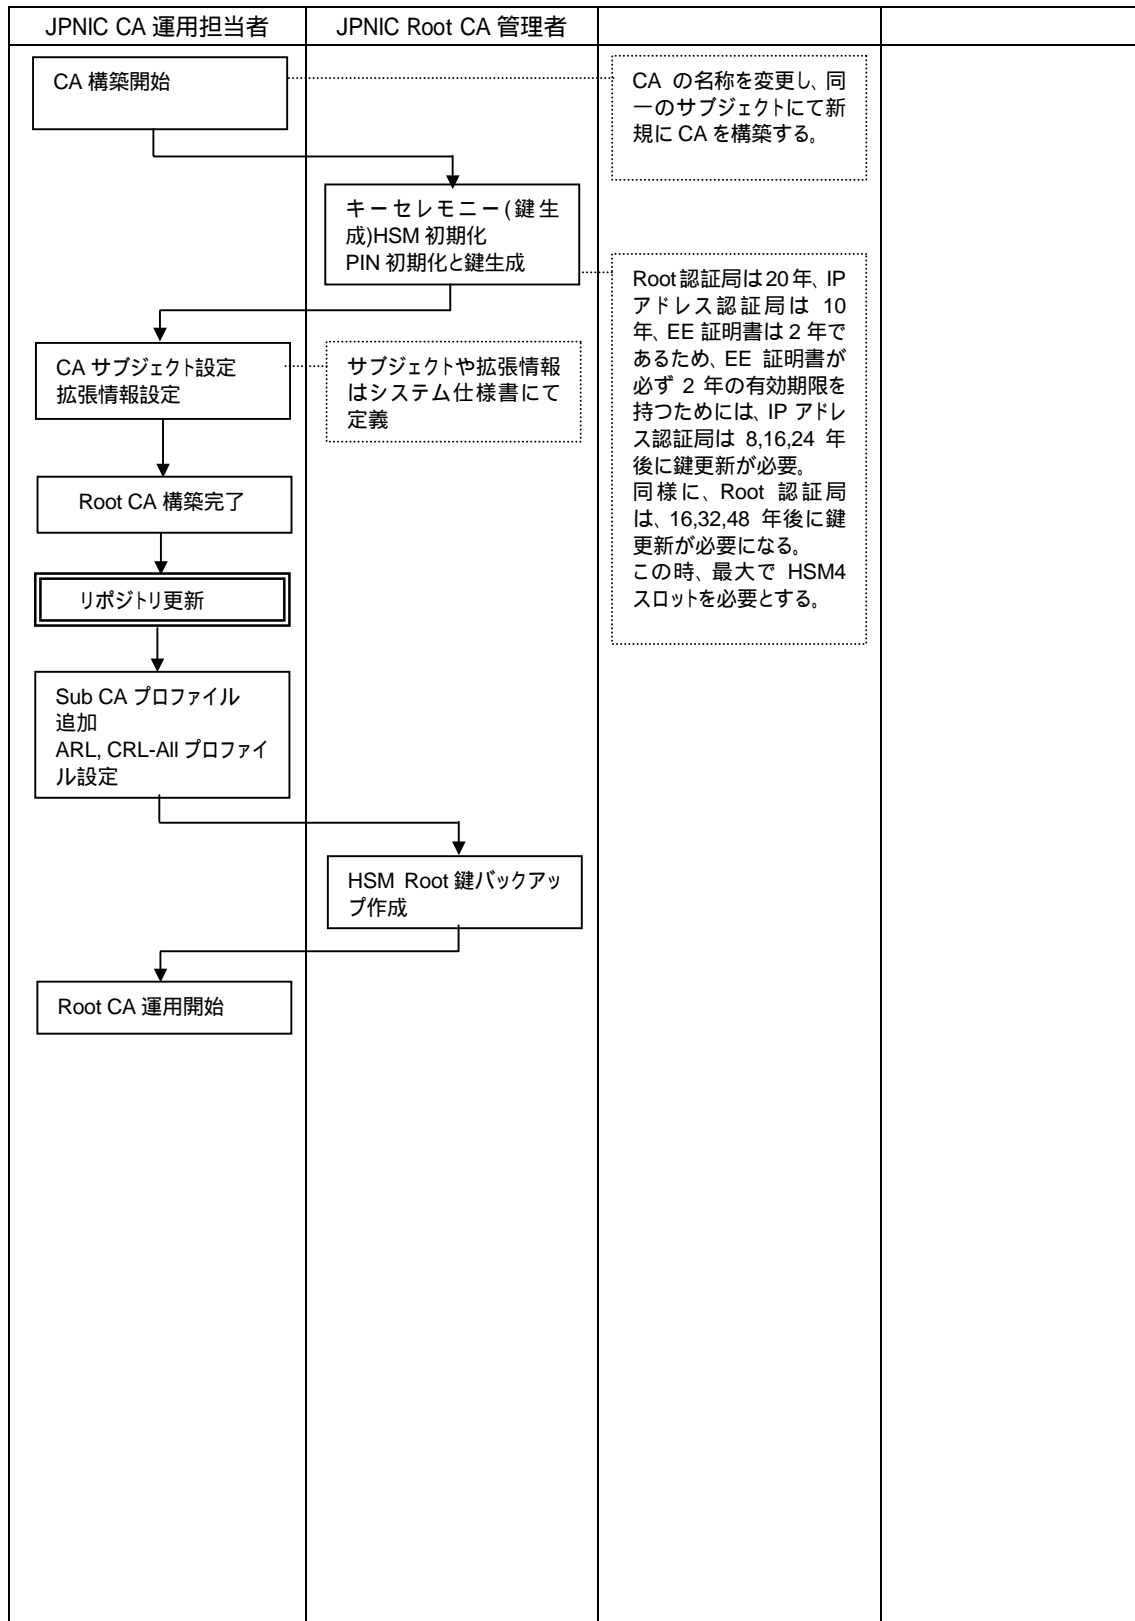 JPNIC CA 運用担当者
JPNIC Root CA 管理者
CA 構築開始
CA の名称を変更し、同
一のサブジェクトにて新
規に CA を構築する。
キーセレモニー(鍵生
成)HSM 初期化
PIN 初期化と鍵生成
Root 認証局は 20 年、IP
アドレス認証局は 10
年、EE 証明書は 2 年で
あるため、EE 証明書が
必ず 2 年の有効期限を
持つためには、IP アドレ
ス認証局は 8,16,24 年
後に鍵更新が必要。
同様に、Root 認証局
は、16,32,48 年後に鍵
更新が必要になる。
この時、最大で HSM4
スロットを必要とする。
CA サブジェクト設定
拡張情報設定
サブジェクトや拡張情報
はシステム仕様書にて
定義
Root CA 構築完了
リポジトリ更新
Sub CA プロファイル
追加
ARL, CRL-All プロファイ
ル設定
HSM Root 鍵バックアッ
プ作成
Root CA 運用開始